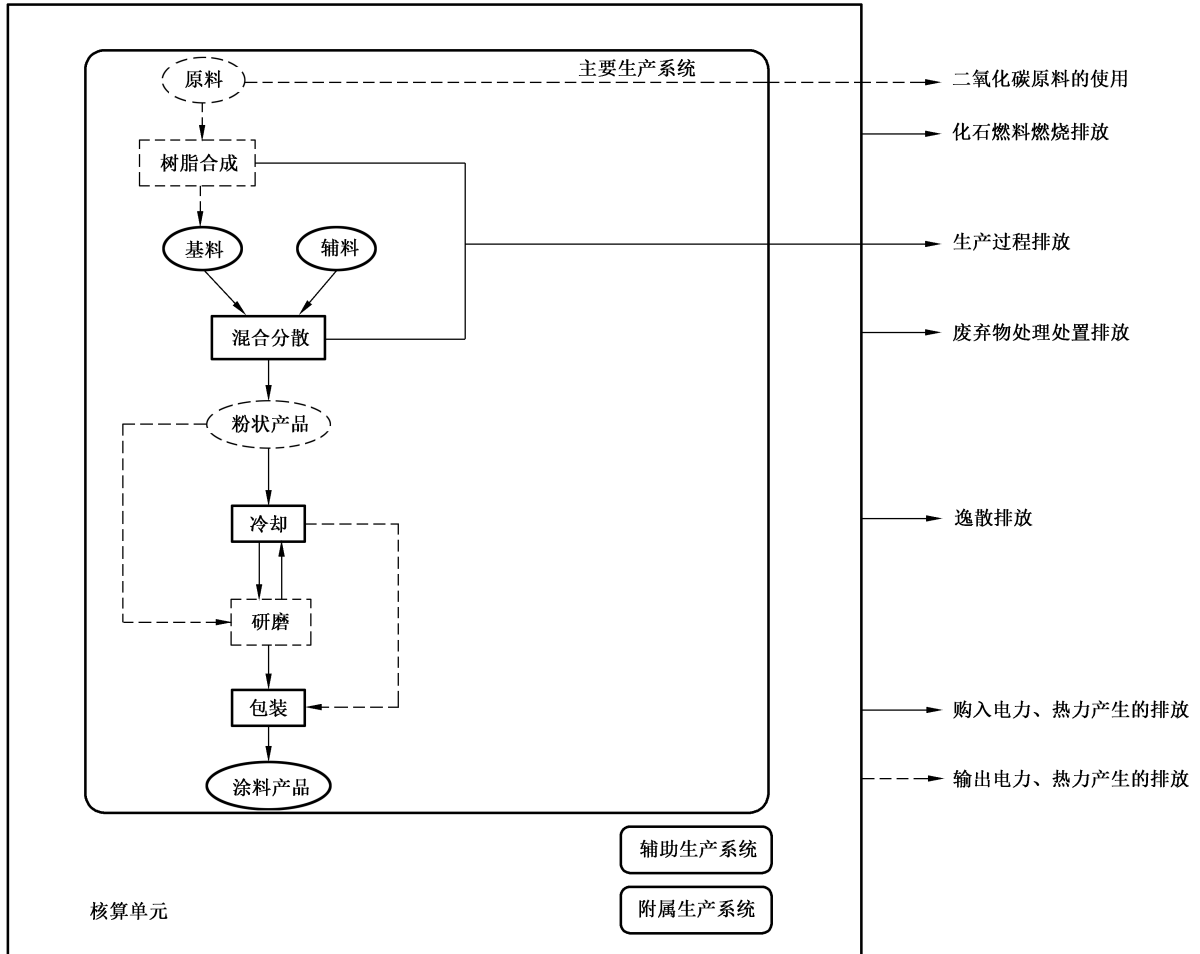 主要生产系统
原料
二氧化碳原料的使用
化石燃料燃烧排放
树脂合成
基料
辅料
生产过程排放
混合分散
废弃物处理处置排放
粉状产品
冷却
逸散排放
研磨
包装
购入电力、热力产生的排放
涂料产品
输出电力、热力产生的排放
辅助生产系统
附属生产系统
核算单元